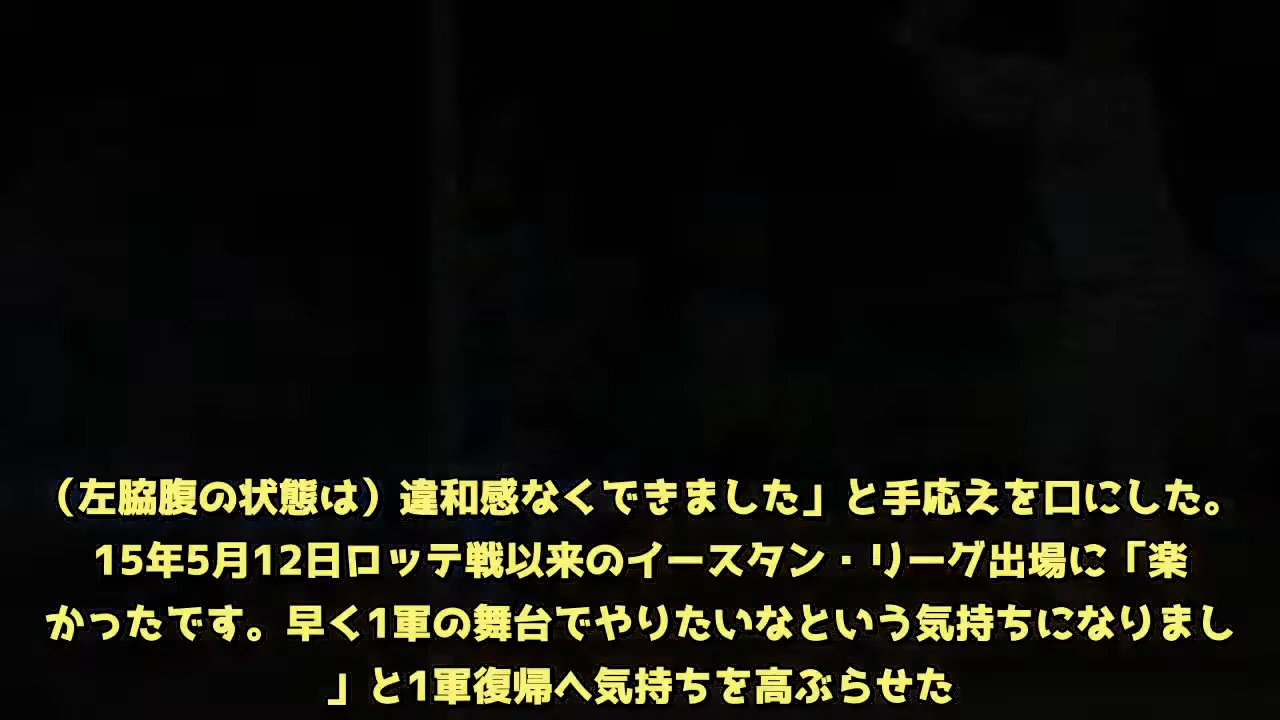 （左脇腹の状態は）違和感なくできました」と手応えを口にした。
15年5月12日ロッテ戦以来のイースタン・リーグ出場に「楽
かったです。早く1軍の舞台でやりたいなという気持ちになりまし
」と1軍復帰へ気持ちを高ぶらせた